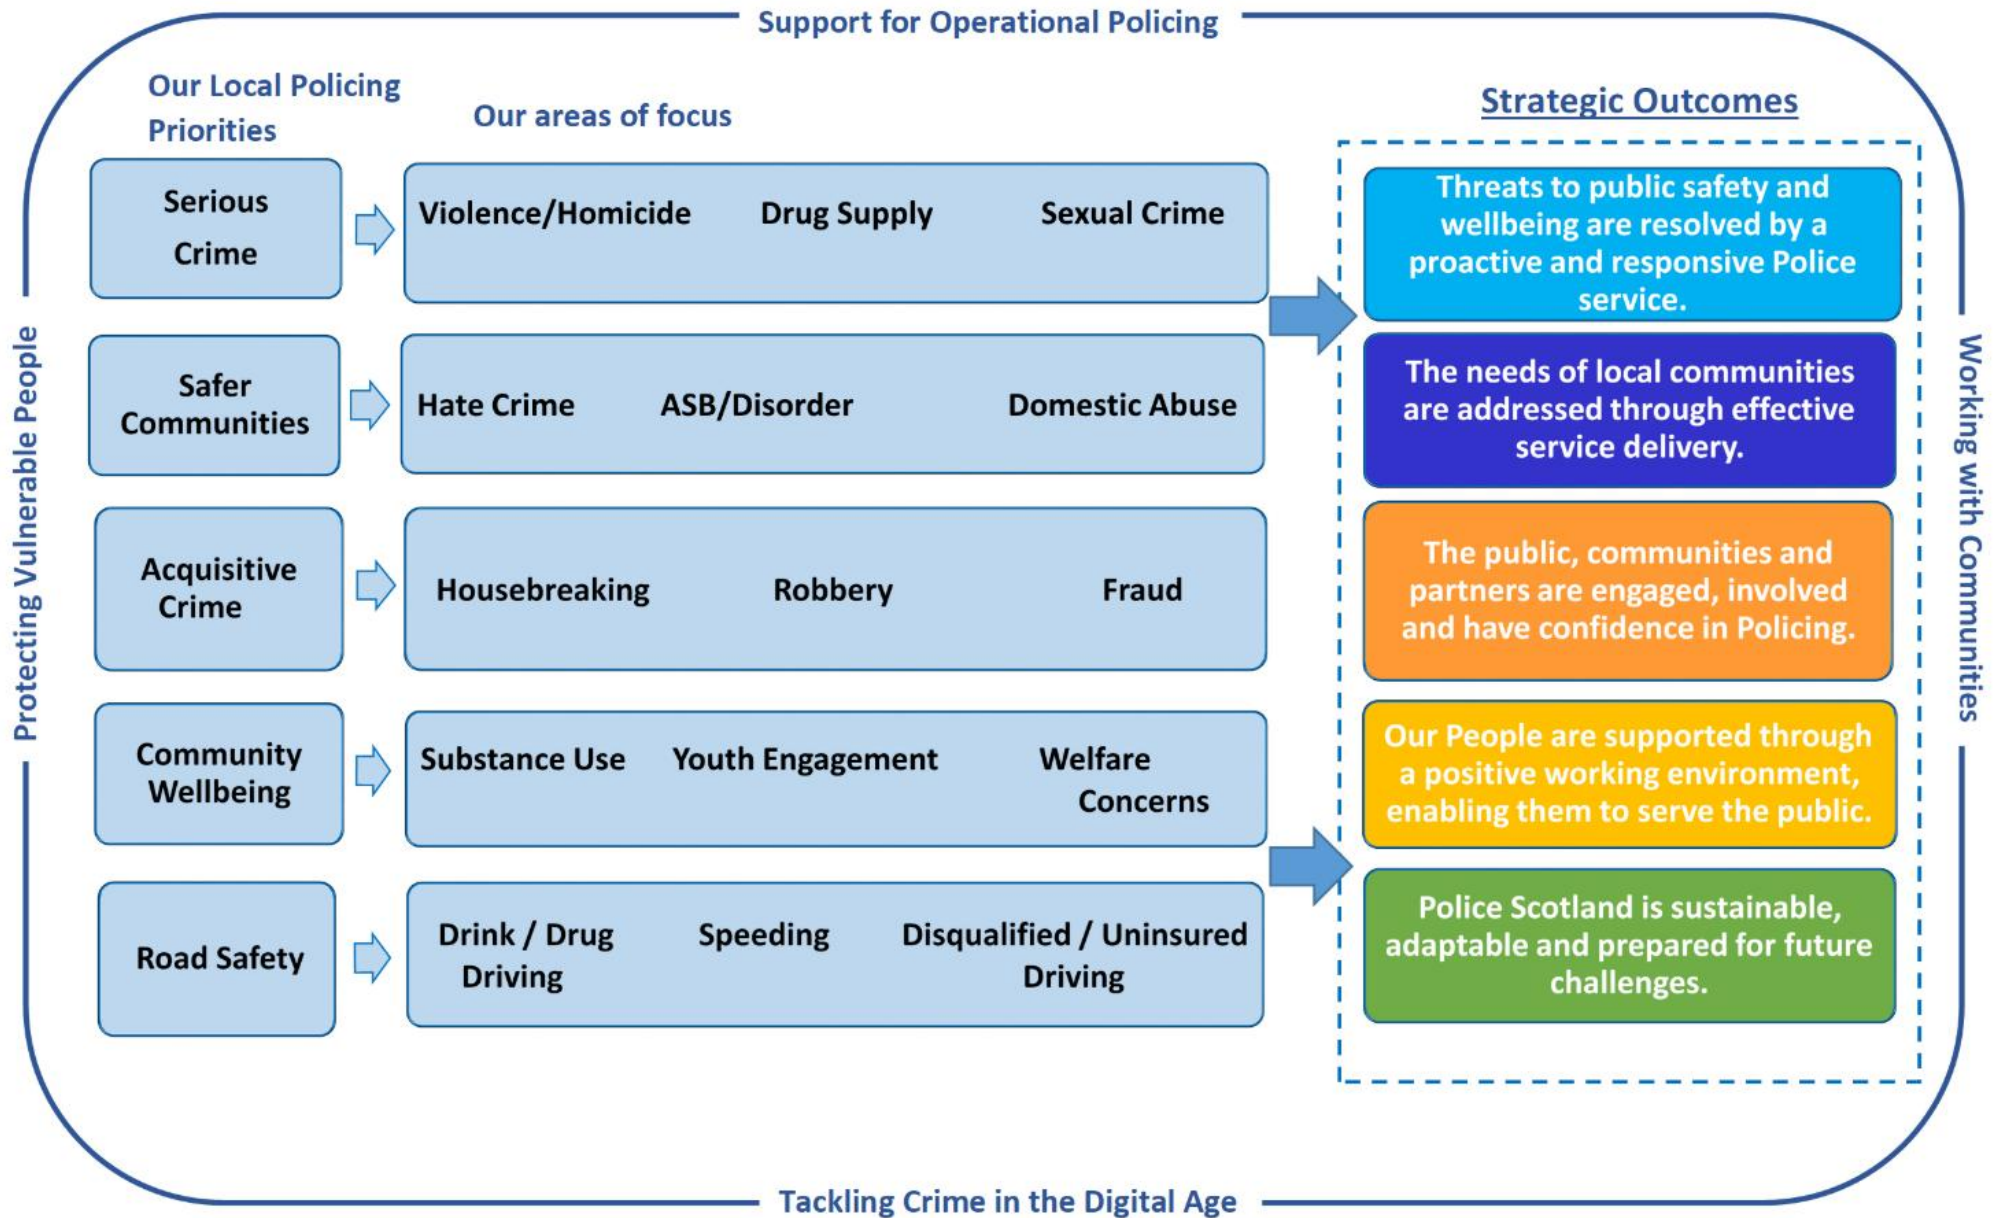 Support for Operational Policing
Our Local Policing
Priorities
Our areas of focus
Strategic Outcomes
Serious
Crime
Violence/Homicide Drug Supply Sexual Crime
Threats to public safety and
wellbeing are resolved by a
proactive and responsive Police
service.
Safer
Communities
Hate Crime ASB/Disorder Domestic Abuse
The needs of local communities
are addressed through effective
service delivery.
Acquisitive
Crime
Housebreaking Robbery Fraud
The public, communities and
partners are engaged, involved
and have confidence in Policing.
Community
Wellbeing
Substance Use Youth Engagement Welfare
Concerns
Our People are supported through
a positive working environment,
enabling them to serve the public.
Road Safety
Drink / Drug Speeding Disqualified / Uninsured
Driving Driving
Police Scotland is sustainable,
adaptable and prepared for future
challenges.
Protecting Vulnerable People
Working with Communities
Tackling Crime in the Digital Age